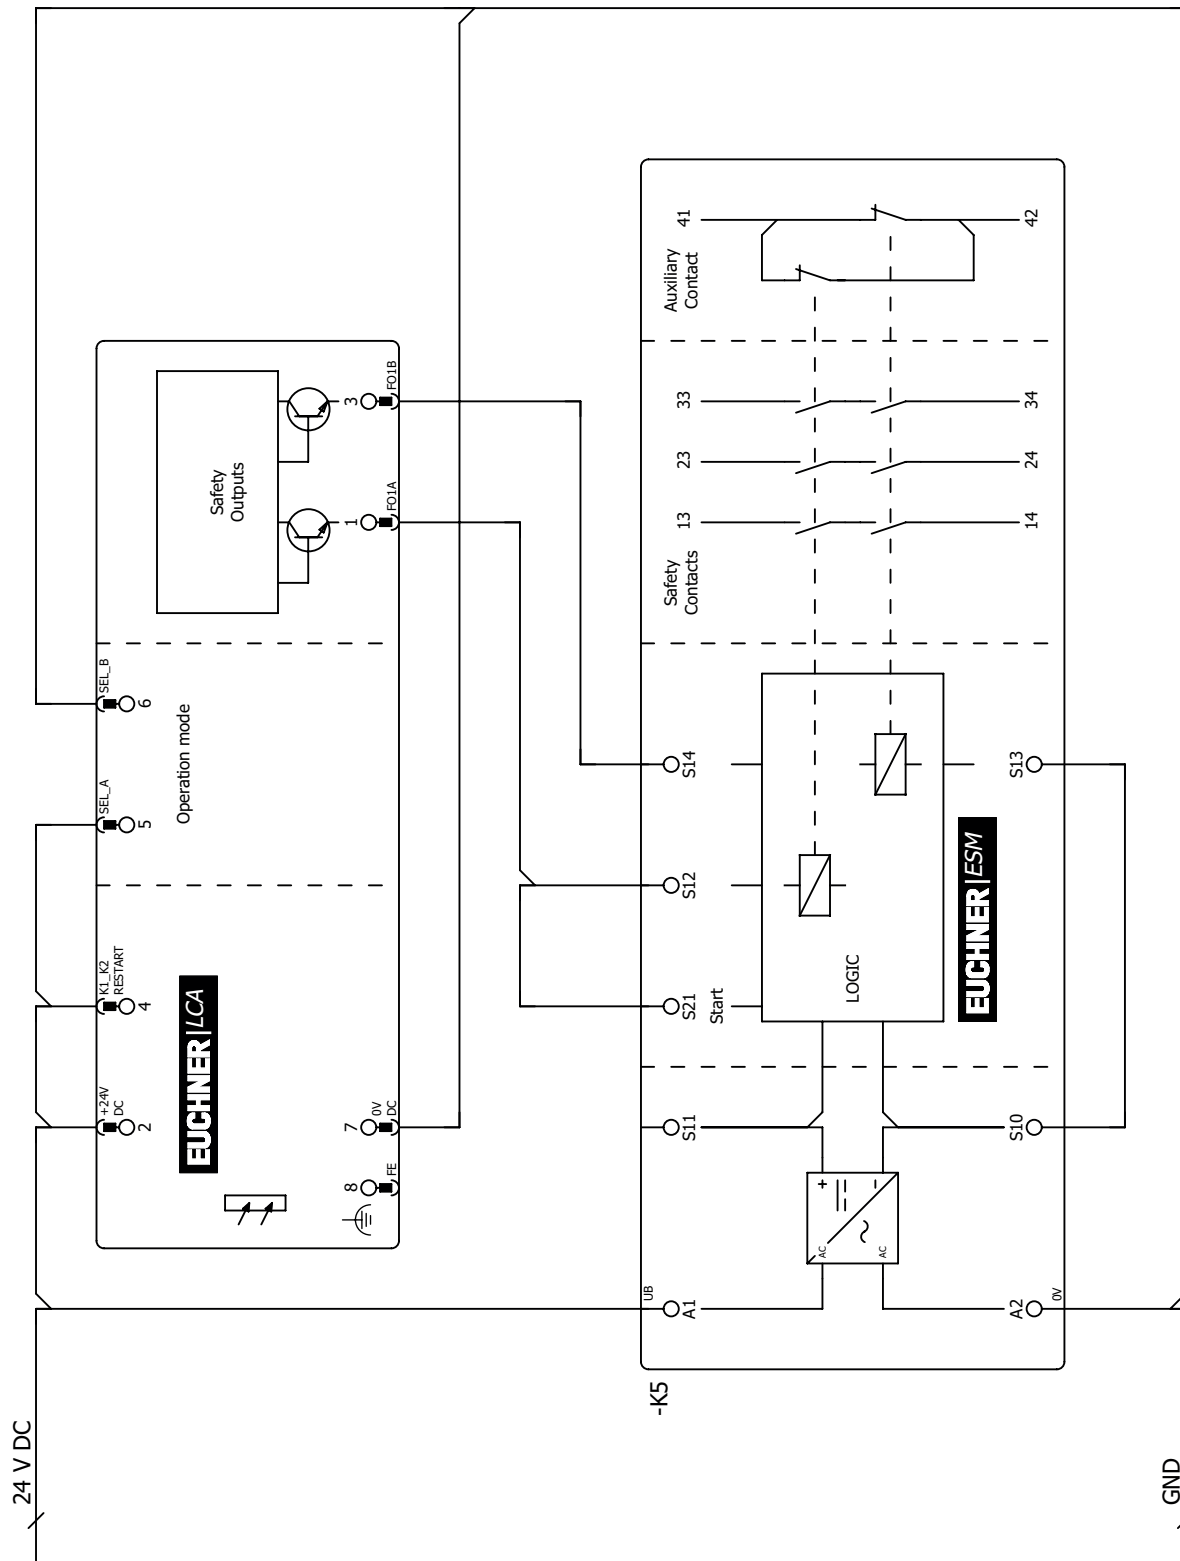 24 V DC
+24V
DC
2
K1_K2
RESTART
4
SEL_A
5
SEL_B
6
Operation mode
Safety
Outputs
EUCHNER|LCA
8
FE
7
0V
DC
1
FO1A
3
FO1B
-K5
UB
A1
S11
S21
Start
S12
S14
Safety
Contacts
13
23
33
Auxiliary
Contact
41
AC
AC
+
-
LOGIC
EUCHNER|ESM
A2
0V
S10
S13
14
24
34
42
GND